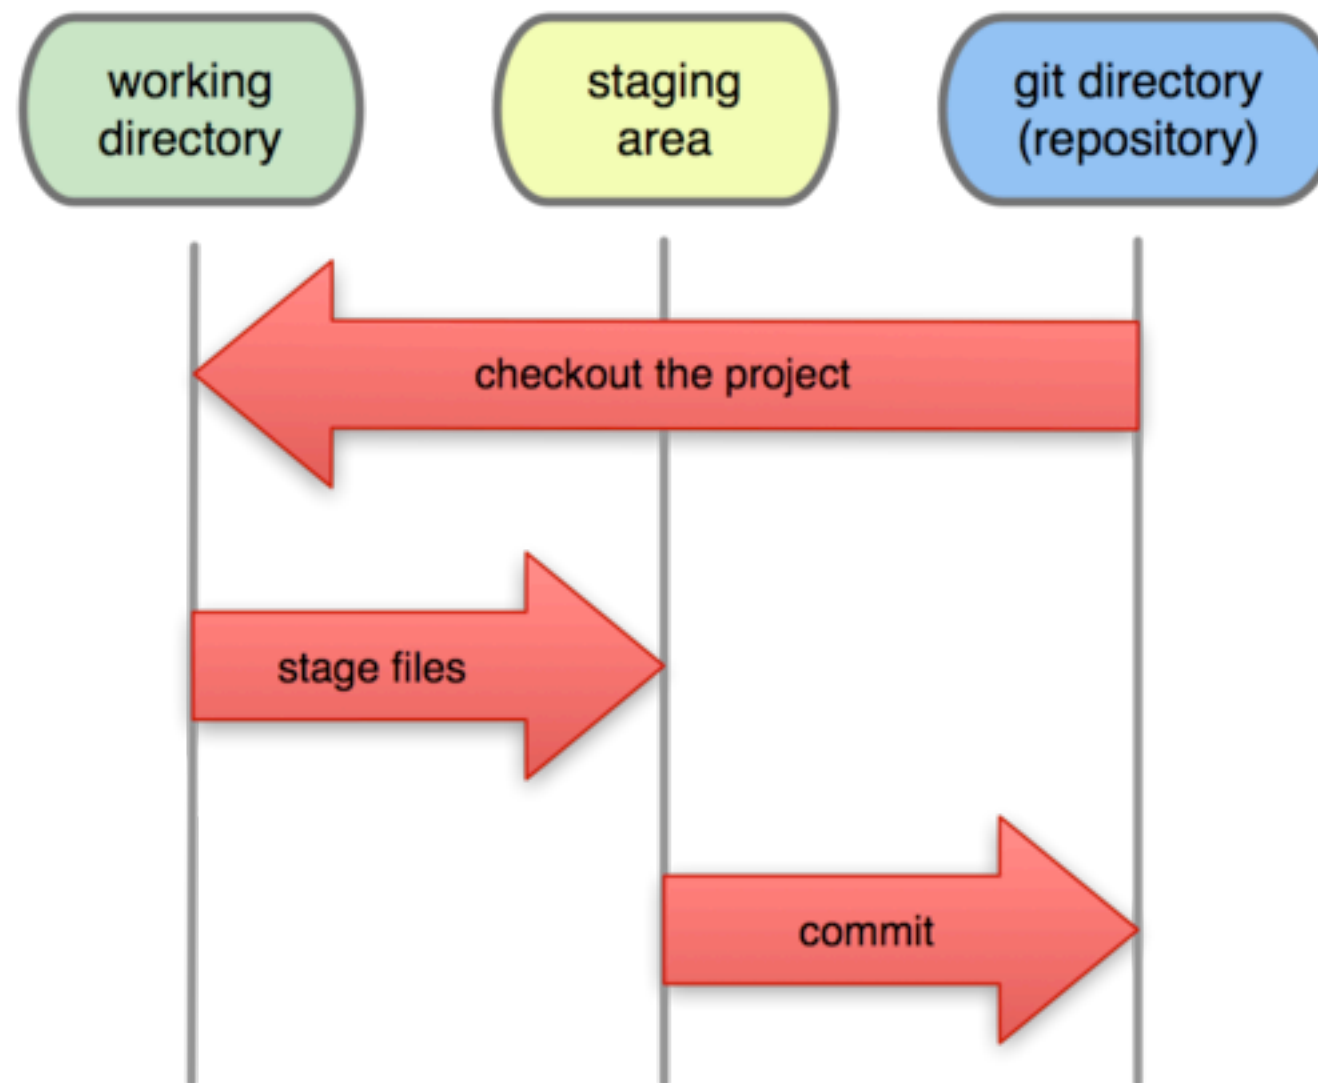 working
directory
staging
area
git directory
(repository)
checkout the project
stage files
commit